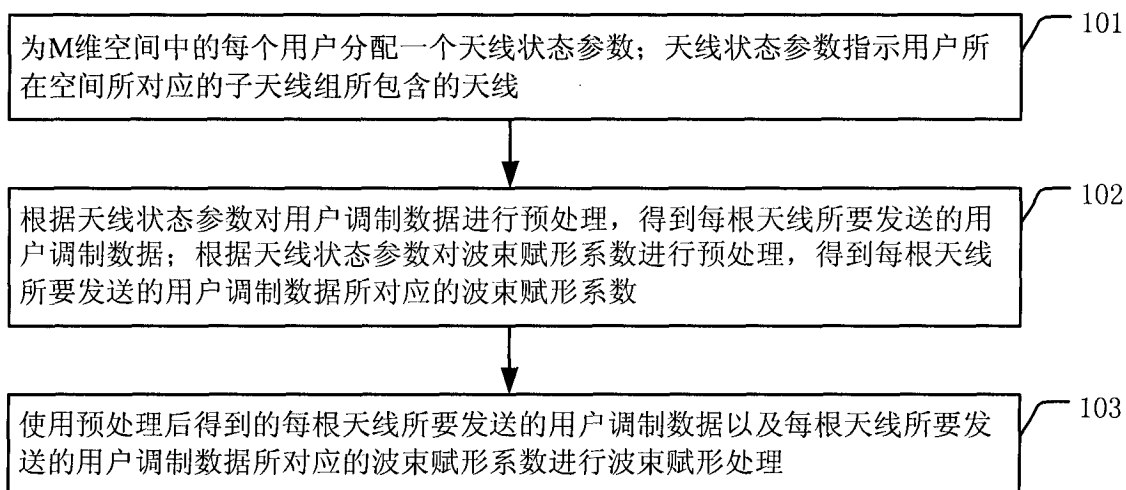 101
为M维空间中的每个用户分配一个天线状态参数；天线状态参数指示用户所
在空间所对应的子天线组所包含的天线
102
根据天线状态参数对用户调制数据进行预处理，得到每根天线所要发送的用
户调制数据；根据天线状态参数对波束赋形系数进行预处理，得到每根天线
所要发送的用户调制数据所对应的波束赋形系数
103
使用预处理后得到的每根天线所要发送的用户调制数据以及每根天线所要发
送的用户调制数据所对应的波束赋形系数进行波束赋形处理